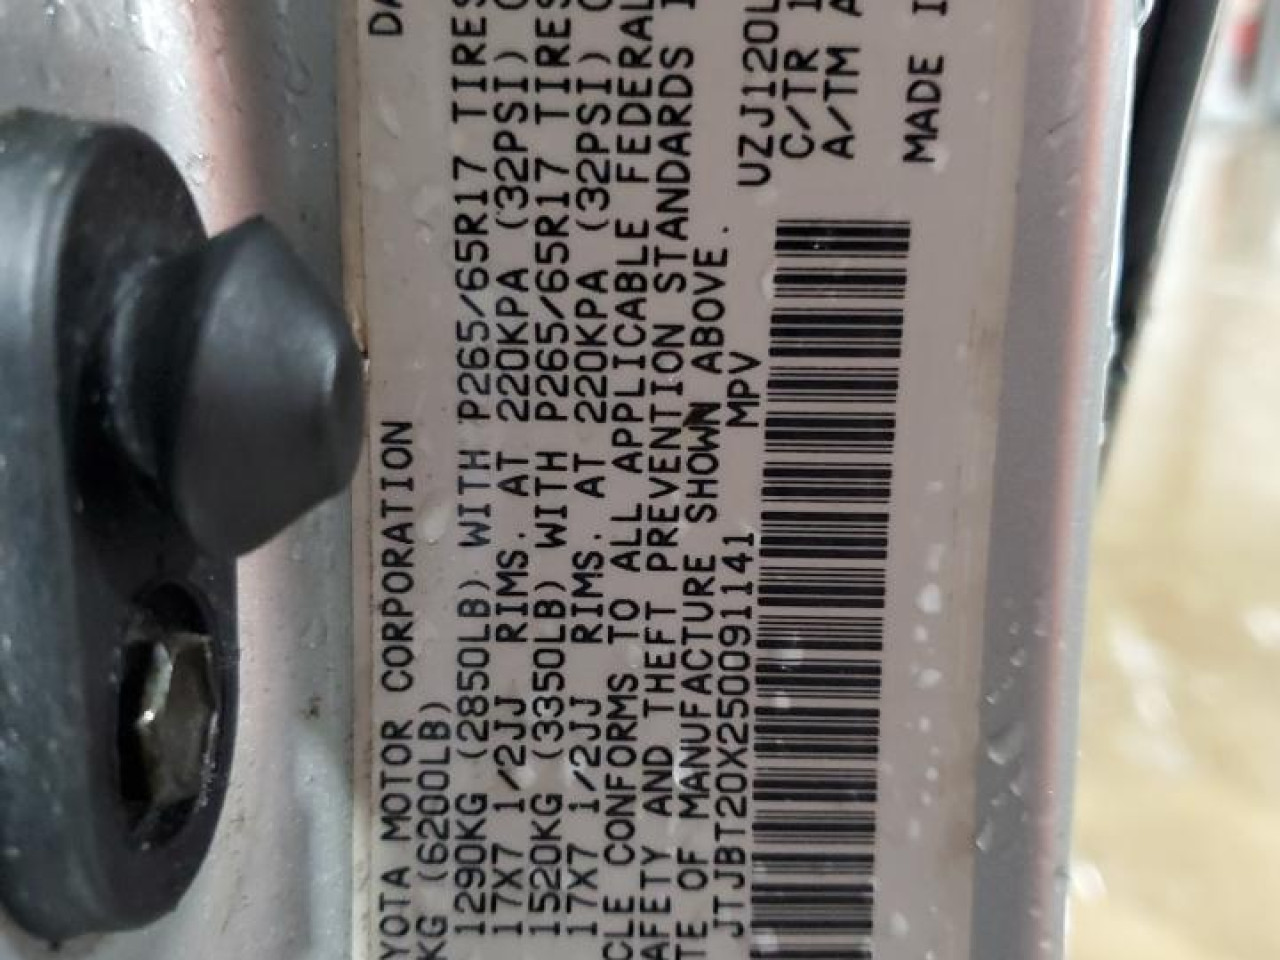 YOTA MOTOR CORPORATION DA
KG (6200LB)
1290KG (2850LB) WITH P265/65R17 TIRES
17X7 1/2JJ RIMS. AT 220KPA (32PSI) C
1520KG (3350LB) WITH P265/65R17 TIRES
17X7 1/2JJ RIMS. AT 220KPA (32PSI) C
CLE CONFORMS TO ALL APPLICABLE FEDERAL
AFETY AND THEFT PREVENTION STANDARDS I
TE OF MANUFACTURE SHOWN ABOVE.
JTJBT20X250091141 MPV UZJ120L
C/TR 1
A/TM A
MADE I